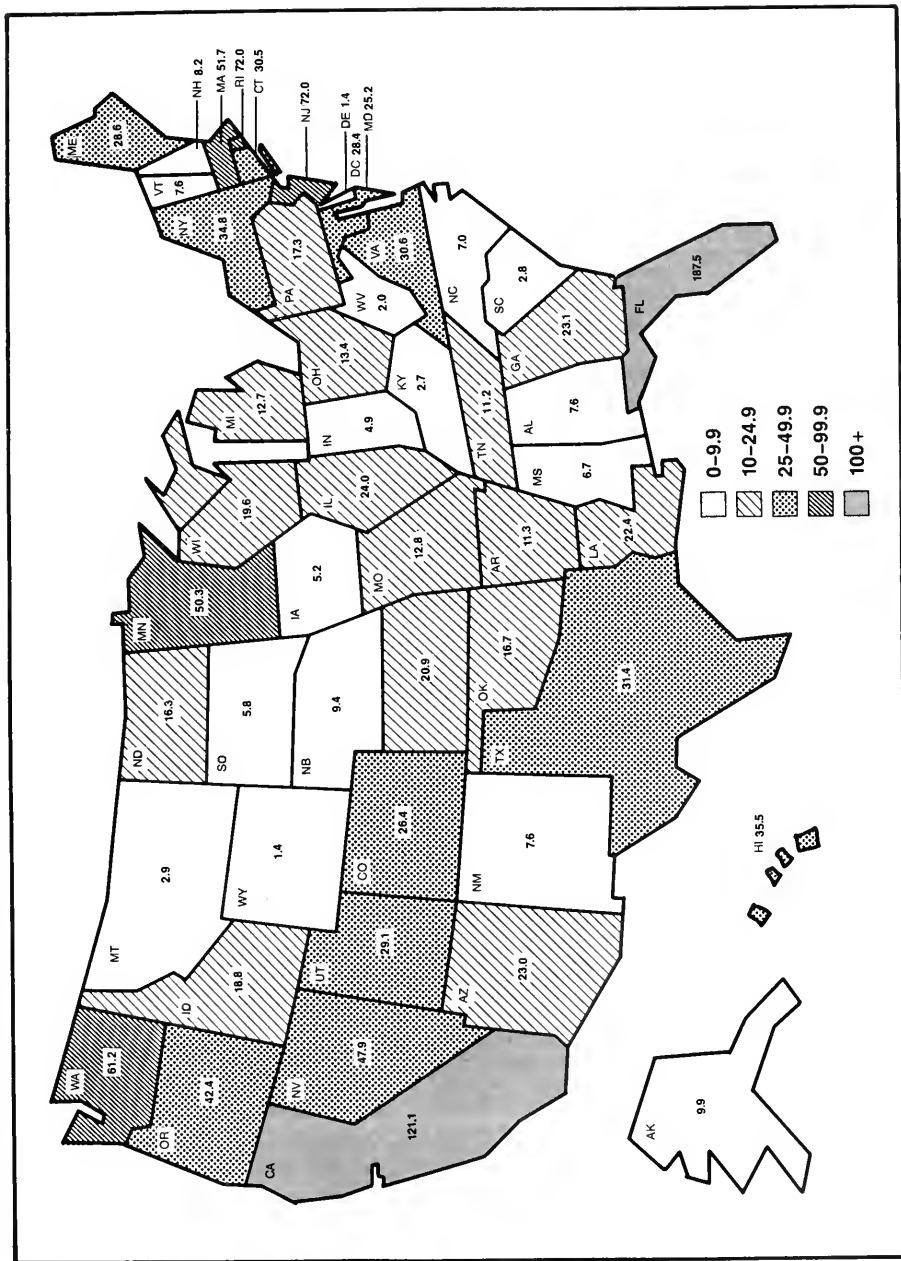 WA
61.2
OR
42.4
CA
121.1
NV
47.9
ID
18.8
MT
2.9
WY
1.4
UT
29.1
CO
26.4
AZ
23.0
NM
7.6
ND
16.3
SO
5.8
NB
9.4
20.9
OK
16.7
TX
31.4
MN
50.3
IA
5.2
MO
12.8
AR
11.3
LA
22.4
WI
19.6
IL
24.0
MI
12.7
IN
4.9
OH
13.4
KY
2.7
TN
11.2
MS
6.7
AL
7.6
GA
23.1
FL
187.5
SC
2.8
NC
7.0
VA
30.6
WV
2.0
PA
17.3
NY
34.8
VT
7.6
ME
28.6
NH 8.2
MA 51.7
RI 72.0
CT 30.5
NJ 72.0
DE 1.4
DC 28.4
MD 25.2
AK
9.9
HI 35.5
0–9.9
10–24.9
25–49.9
50–99.9
100+